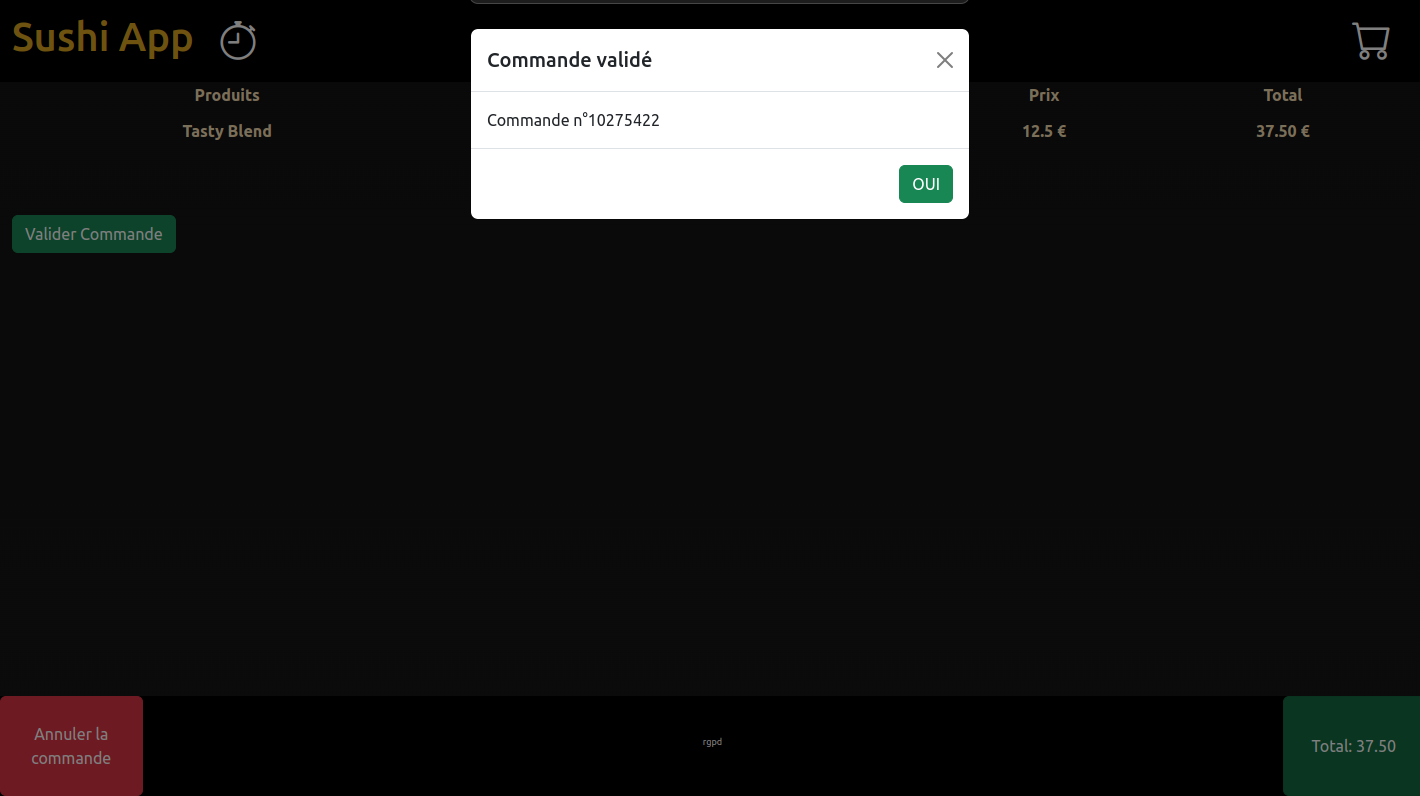 Sushi App
Commande validé
Commande n°10275422
OUI
Produits Prix Total
Tasty Blend 12.5 € 37.50 €
Valider Commande
Annuler la
commande
rgpd
Total: 37.50